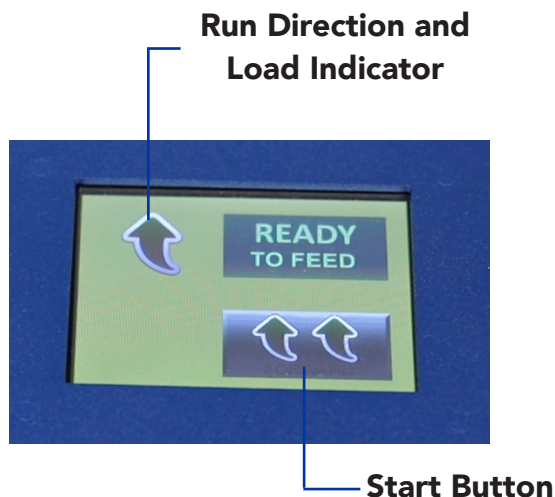 Run Direction and
Load Indicator
READY
TO FEED
Start Button